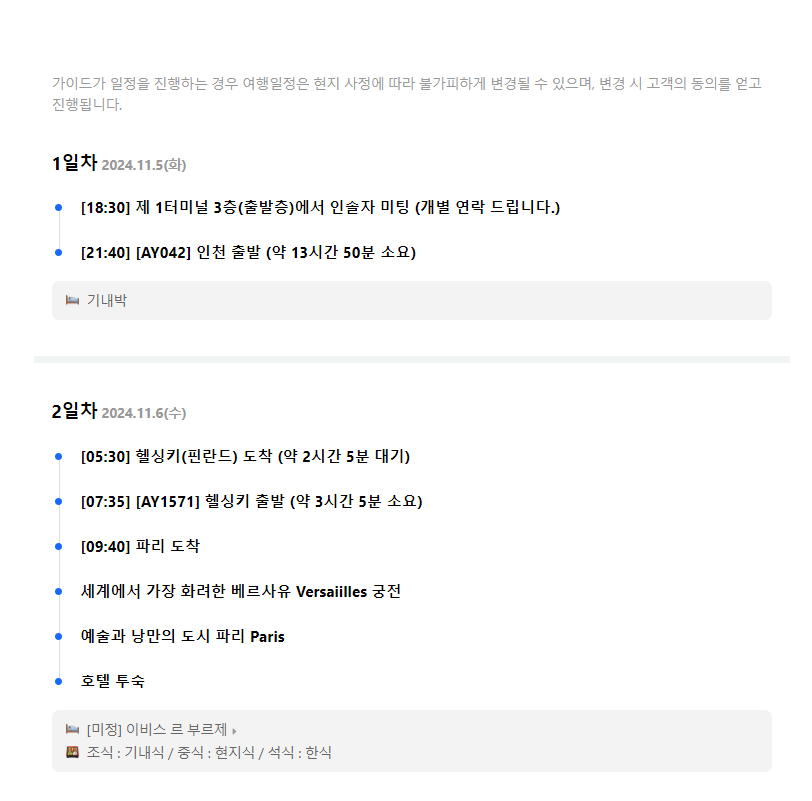 가이드가 일정을 진행하는 경우 여행일정은 현지 사정에 따라 불가피하게 변경될 수 있으며, 변경 시 고객의 동의를 얻고
진행됩니다.
1일차 2024.11.5(화)
[18:30] 제 1터미널 3층(출발층)에서 인솔자 미팅 (개별 연락 드립니다.)
[21:40] [AY042] 인천 출발 (약 13시간 50분 소요)
기내박
2일차 2024.11.6(수)
[05:30] 헬싱키(핀란드) 도착 (약 2시간 5분 대기)
[07:35] [AY1571] 헬싱키 출발 (약 3시간 5분 소요)
[09:40] 파리 도착
세계에서 가장 화려한 베르사유 Versaiilles 궁전
예술과 낭만의 도시 파리 Paris
호텔 투숙
[미정] 이비스 르 부르제
조식 : 기내식 / 중식 : 현지식 / 석식 : 한식